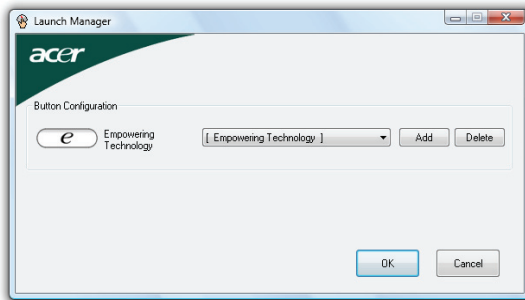 Launch Manager
acer
Button Configuration
e
Empowering
Technology
[ Empowering Technology ]
Add
Delete
OK
Cancel